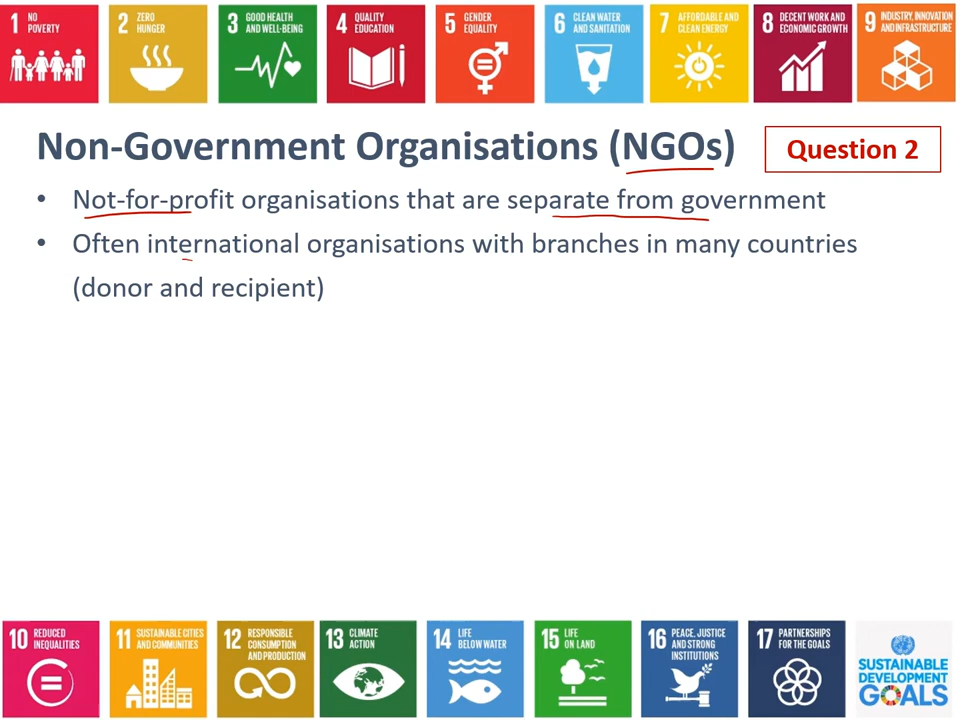 1 NO POVERTY
2 ZERO HUNGER
3 GOOD HEALTH AND WELL-BEING
4 QUALITY EDUCATION
5 GENDER EQUALITY
6 CLEAN WATER AND SANITATION
7 AFFORDABLE AND CLEAN ENERGY
8 DECENT WORK AND ECONOMIC GROWTH
9 INDUSTRY, INNOVATION AND INFRASTRUCTURE
Non-Government Organisations (NGOs)
Question 2
• Not-for-profit organisations that are separate from government
• Often international organisations with branches in many countries
(donor and recipient)
10 REDUCED INEQUALITIES
11 SUSTAINABLE CITIES AND COMMUNITIES
12 RESPONSIBLE CONSUMPTION AND PRODUCTION
13 CLIMATE ACTION
14 LIFE BELOW WATER
15 LIFE ON LAND
16 PEACE, JUSTICE AND STRONG INSTITUTIONS
17 PARTNERSHIPS FOR THE GOALS
SUSTAINABLE
DEVELOPMENT
GOALS